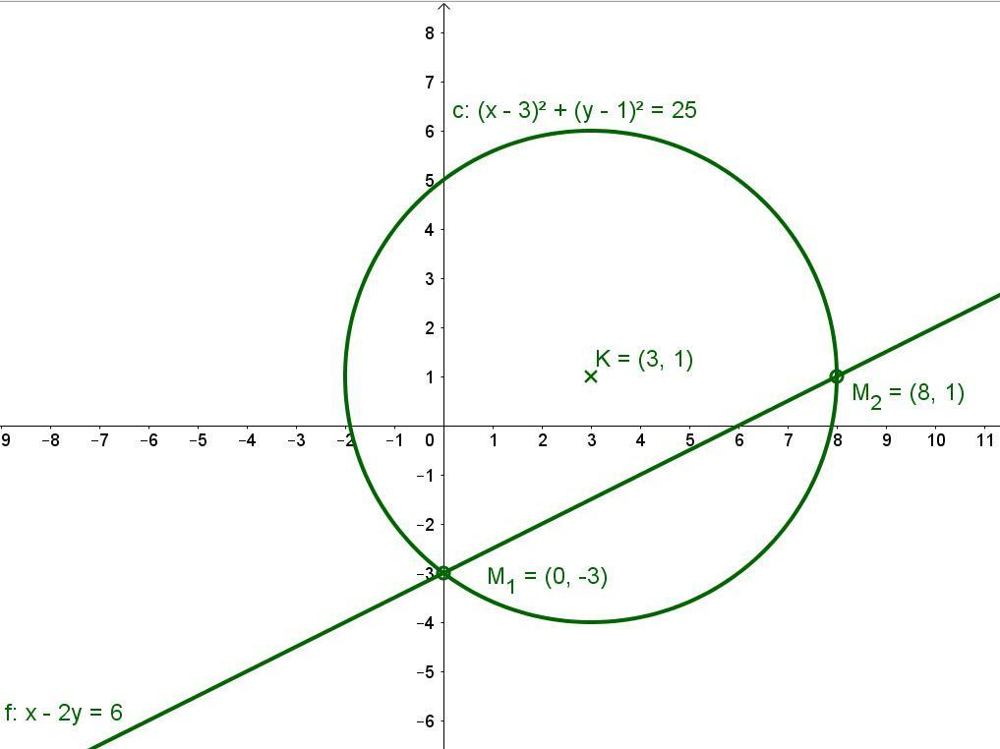 8
7
c: (x - 3)² + (y - 1)² = 25
6
5
4
3
2
K = (3, 1)
1
M₂ = (8, 1)
9 −8 −7 −6 −5 −4 −3 −2 −1 0 1 2 3 4 5 6 7 8 9 10 11
−1
−2
−3
M₁ = (0, -3)
−4
−5
f: x - 2y = 6
−6